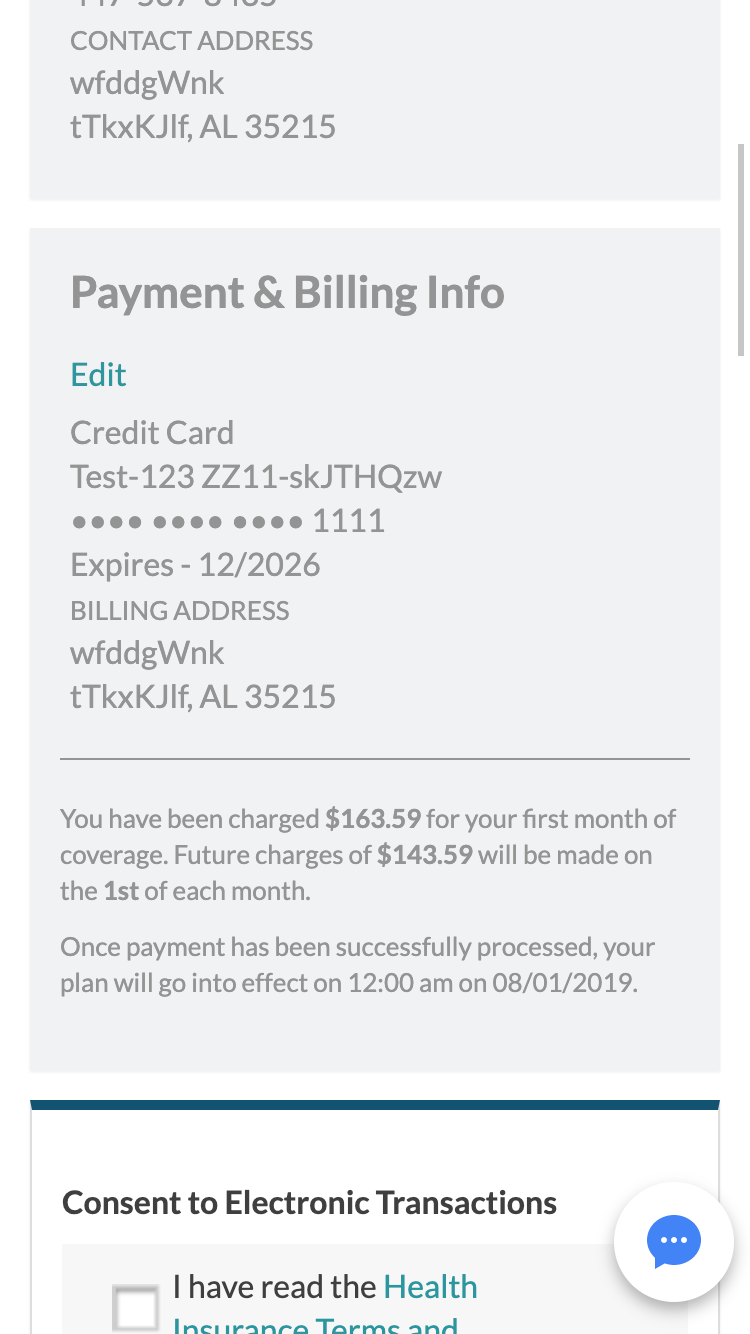 CONTACT ADDRESS
wfddgWnk
tTkxKJlf, AL 35215
Payment & Billing Info
Edit
Credit Card
Test-123 ZZ11-skJTHQzw
•••• •••• •••• 1111
Expires - 12/2026
BILLING ADDRESS
wfddgWnk
tTkxKJlf, AL 35215
You have been charged $163.59 for your first month of
coverage. Future charges of $143.59 will be made on
the 1st of each month.
Once payment has been successfully processed, your
plan will go into effect on 12:00 am on 08/01/2019.
Consent to Electronic Transactions
I have read the Health
Insurance Terms and